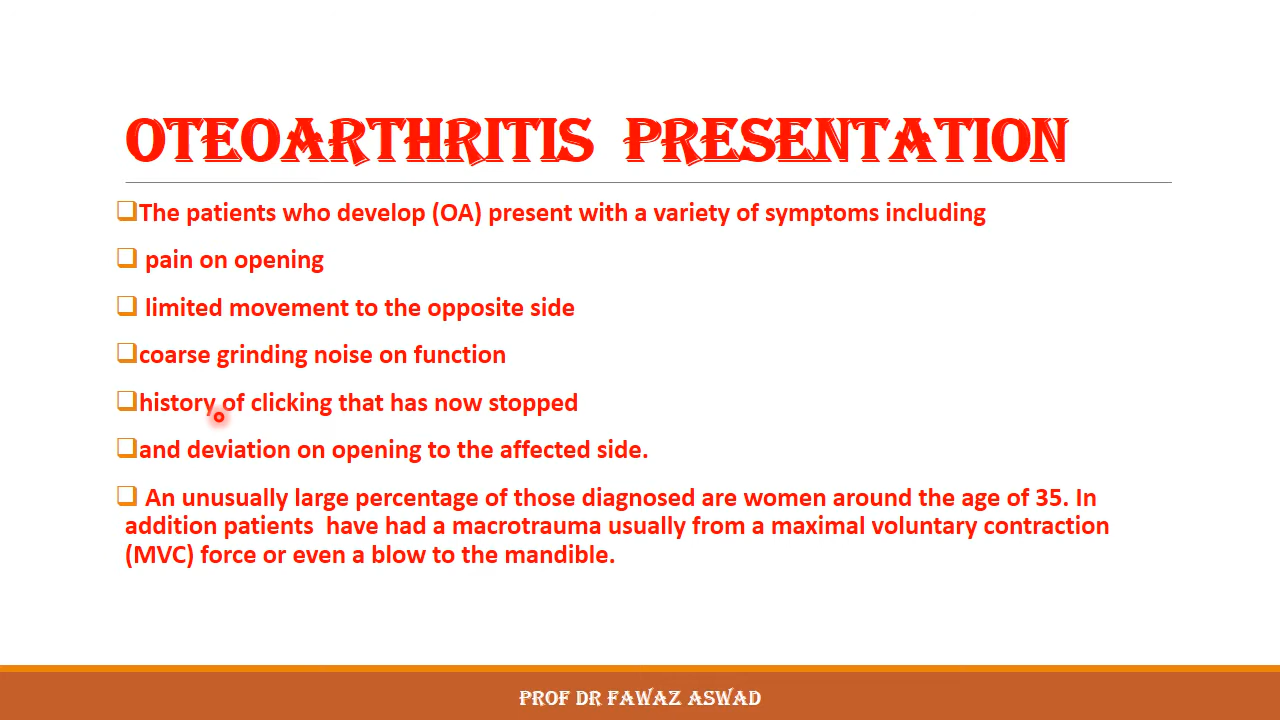 OTEOARTHRITIS PRESENTATION
The patients who develop (OA) present with a variety of symptoms including
pain on opening
limited movement to the opposite side
coarse grinding noise on function
history of clicking that has now stopped
and deviation on opening to the affected side.
An unusually large percentage of those diagnosed are women around the age of 35. In
addition patients have had a macrotrauma usually from a maximal voluntary contraction
(MVC) force or even a blow to the mandible.
PROF DR FAWAZ ASWAD